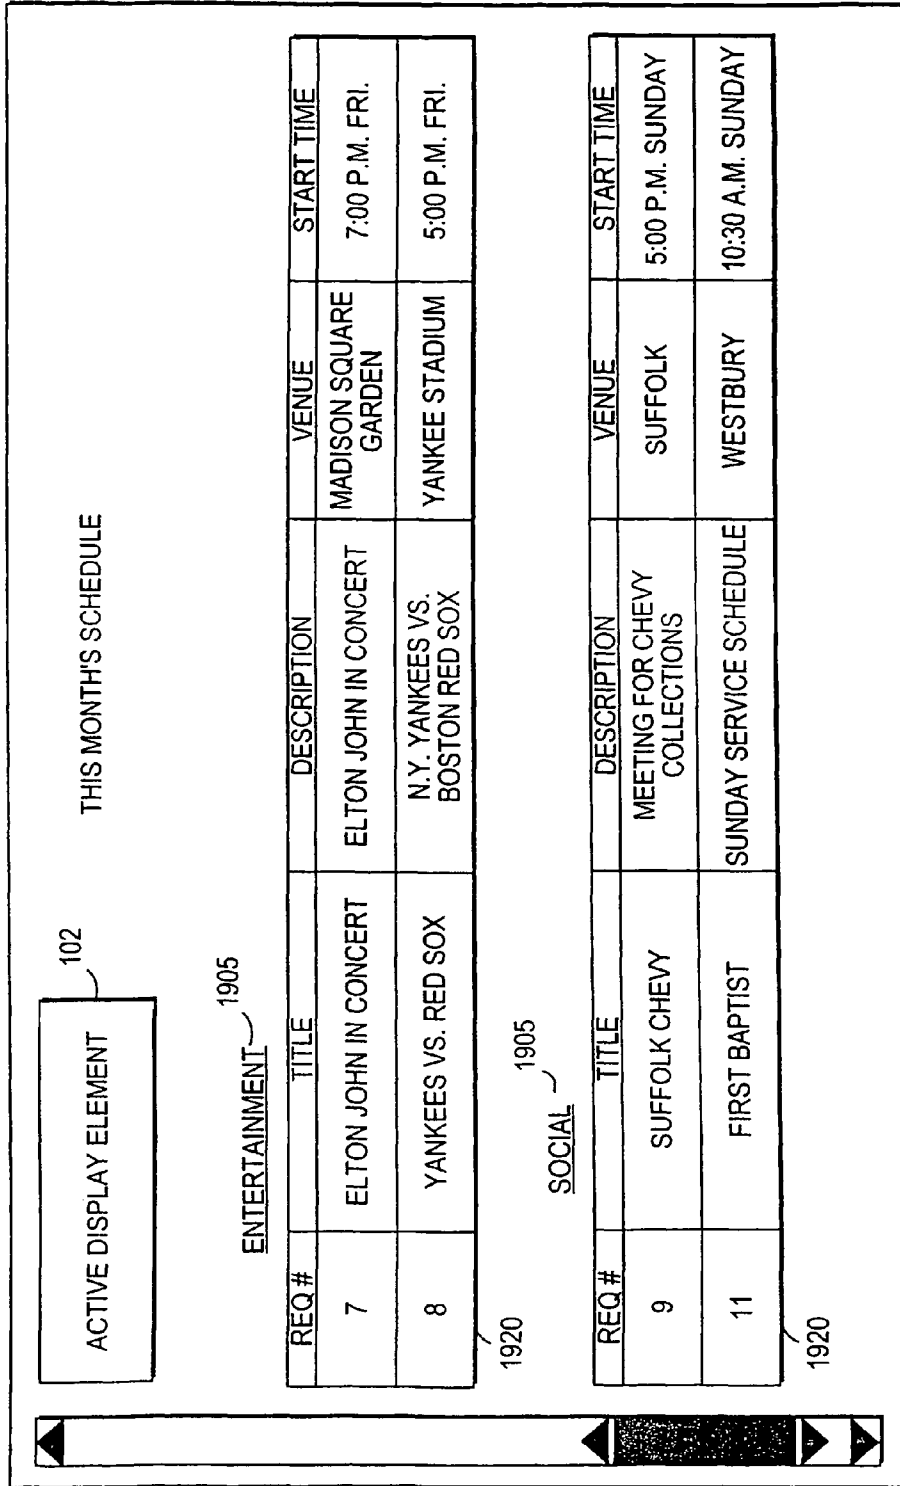 ACTIVE DISPLAY ELEMENT
102
THIS MONTH'S SCHEDULE
ENTERTAINMENT 1905
REQ # TITLE DESCRIPTION VENUE START TIME
7 ELTON JOHN IN CONCERT ELTON JOHN IN CONCERT MADISON SQUARE GARDEN 7:00 P.M. FRI.
8 YANKEES VS. RED SOX N.Y. YANKEES VS. BOSTON RED SOX YANKEE STADIUM 5:00 P.M. FRI.
1920
SOCIAL 1905
REQ # TITLE DESCRIPTION VENUE START TIME
9 SUFFOLK CHEVY MEETING FOR CHEVY COLLECTIONS SUFFOLK 5:00 P.M. SUNDAY
11 FIRST BAPTIST SUNDAY SERVICE SCHEDULE WESTBURY 10:30 A.M. SUNDAY
1920